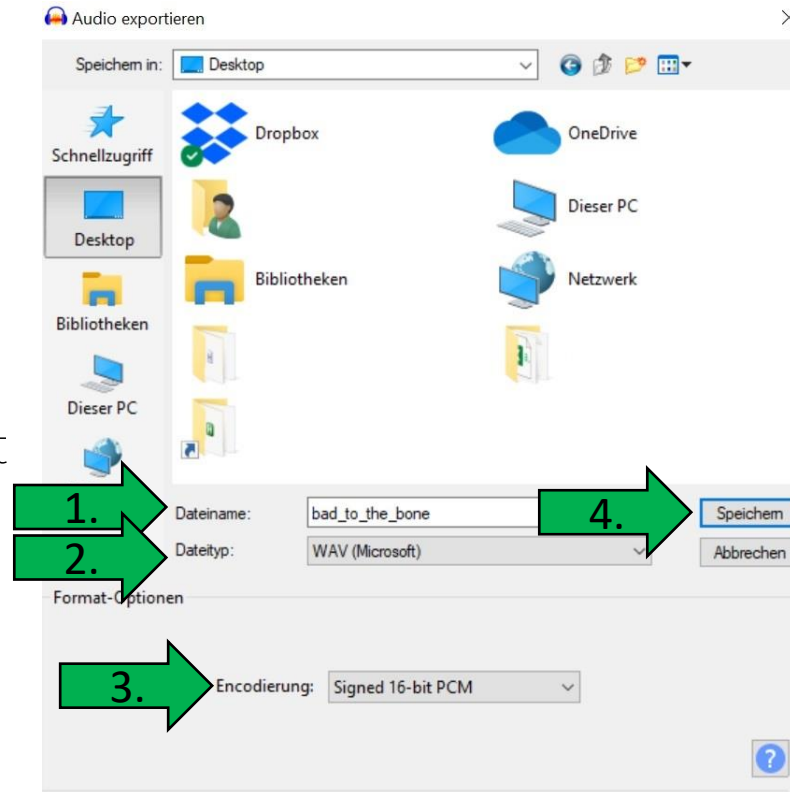 Audio exportieren
Speichern in: Desktop
Schnellzugriff
Desktop
Bibliotheken
Dieser PC
Dropbox
OneDrive
Dieser PC
Bibliotheken
Netzwerk
1. Dateiname: bad_to_the_bone 4. Speichern
2. Dateityp: WAV (Microsoft) Abbrechen
Format-Optionen
3. Encodierung: Signed 16-bit PCM
?